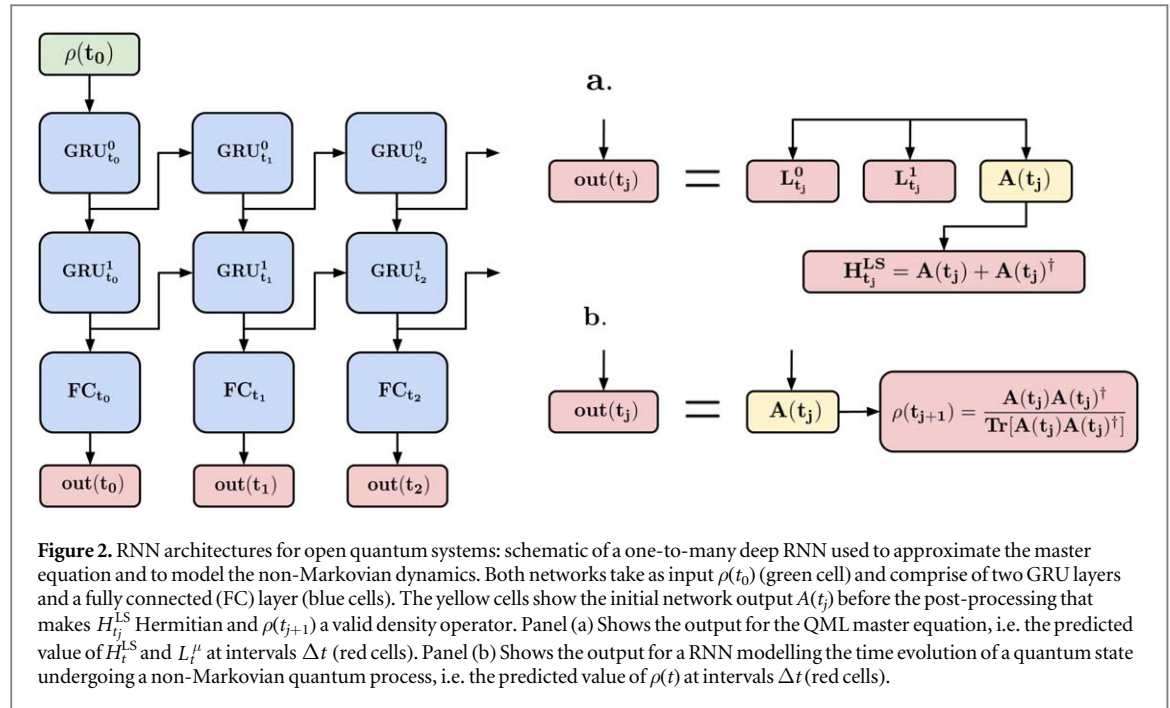 ρ(t₀)
GRU⁰ₜ₀
GRU⁰ₜ₁
GRU⁰ₜ₂
GRU¹ₜ₀
GRU¹ₜ₁
GRU¹ₜ₂
FCₜ₀
FCₜ₁
FCₜ₂
out(t₀)
out(t₁)
out(t₂)
a.
out(tⱼ) = L⁰ₜⱼ L¹ₜⱼ A(tⱼ)
Hᴸˢₜⱼ = A(tⱼ) + A(tⱼ)†
b.
out(tⱼ) = A(tⱼ) ρ(tⱼ₊₁) = A(tⱼ)A(tⱼ)† / Tr[A(tⱼ)A(tⱼ)†]
Figure 2. RNN architectures for open quantum systems: schematic of a one-to-many deep RNN used to approximate the master
equation and to model the non-Markovian dynamics. Both networks take as input ρ(t₀) (green cell) and comprise of two GRU layers
and a fully connected (FC) layer (blue cells). The yellow cells show the initial network output A(tⱼ) before the post-processing that
makes Hᴸˢₜⱼ Hermitian and ρ(tⱼ₊₁) a valid density operator. Panel (a) Shows the output for the QML master equation, i.e. the predicted
value of Hᴸˢₜ and Lᵘₜ at intervals Δt (red cells). Panel (b) Shows the output for a RNN modelling the time evolution of a quantum state
undergoing a non-Markovian quantum process, i.e. the predicted value of ρ(t) at intervals Δt (red cells).